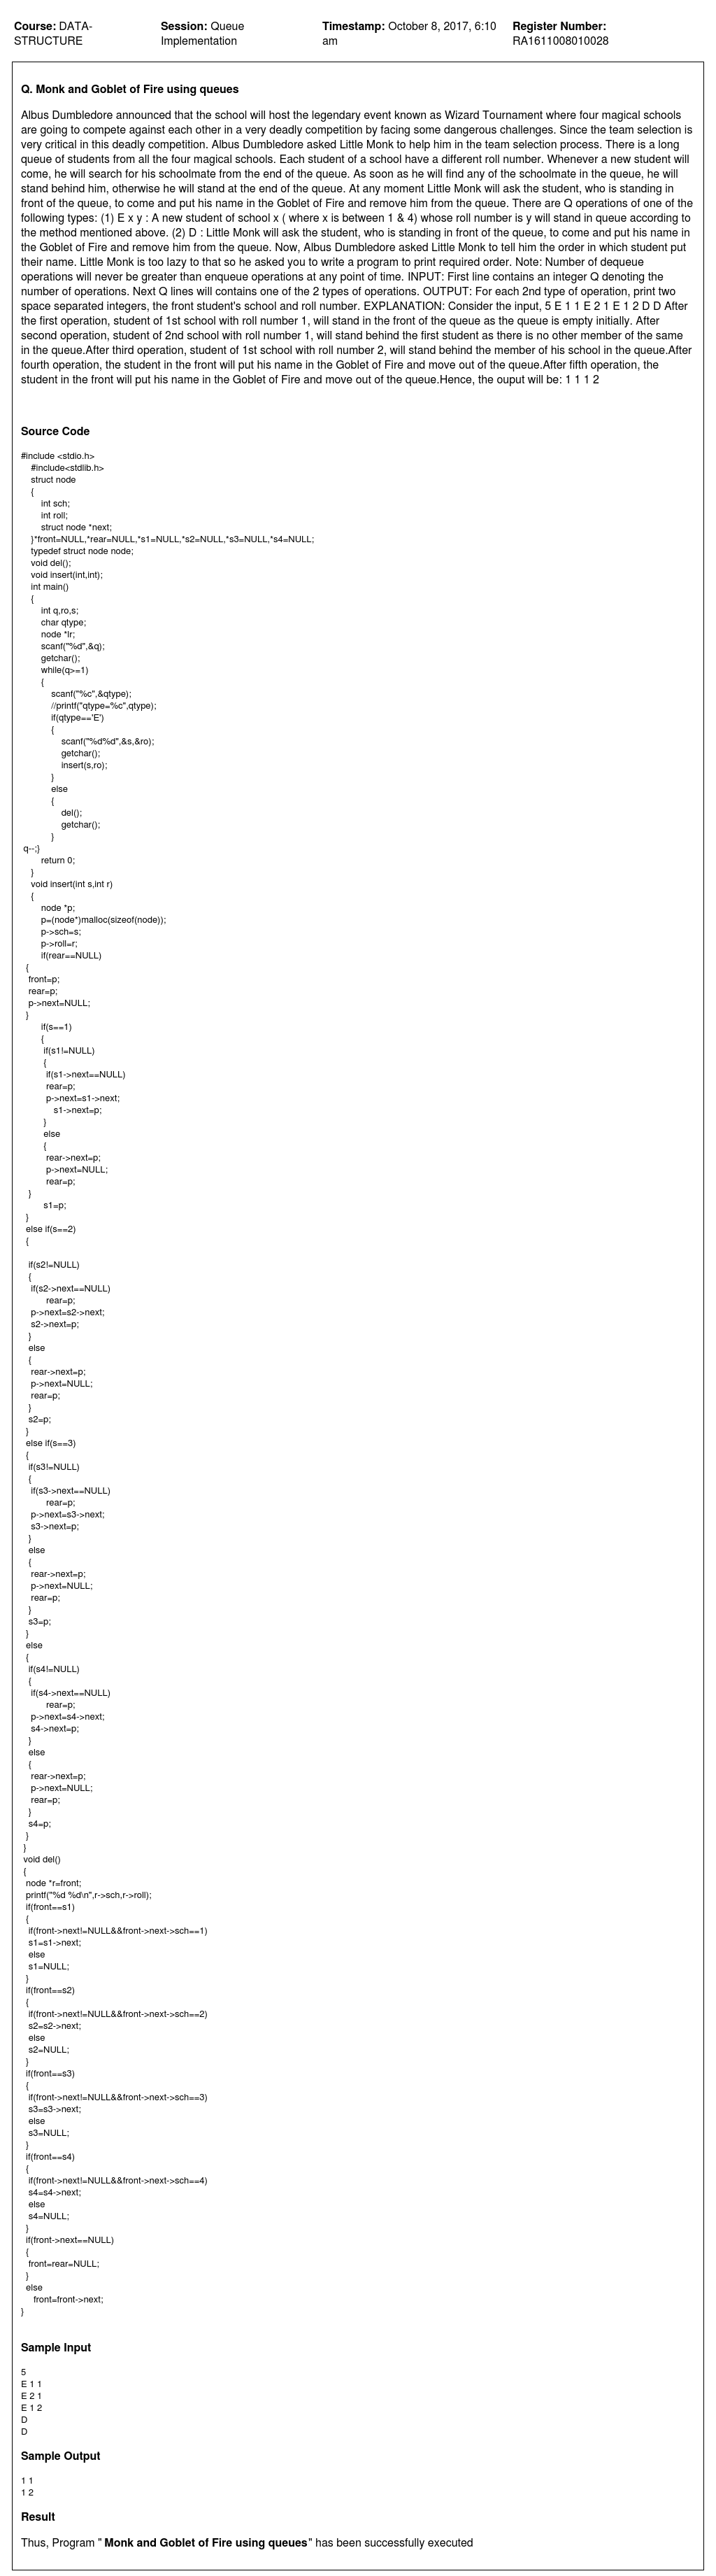 Course: DATA-STRUCTURE
Session: Queue Implementation
Timestamp: October 8, 2017, 6:10 am
Register Number: RA1611008010028
Q. Monk and Goblet of Fire using queues
Albus Dumbledore announced that the school will host the legendary event known as Wizard Tournament where four magical schools
are going to compete against each other in a very deadly competition by facing some dangerous challenges. Since the team selection is
very critical in this deadly competition. Albus Dumbledore asked Little Monk to help him in the team selection process. There is a long
queue of students from all the four magical schools. Each student of a school have a different roll number. Whenever a new student will
come, he will search for his schoolmate from the end of the queue. As soon as he will find any of the schoolmate in the queue, he will
stand behind him, otherwise he will stand at the end of the queue. At any moment Little Monk will ask the student, who is standing in
front of the queue, to come and put his name in the Goblet of Fire and remove him from the queue. There are Q operations of one of the
following types: (1) E x y : A new student of school x ( where x is between 1 & 4) whose roll number is y will stand in queue according to
the method mentioned above. (2) D : Little Monk will ask the student, who is standing in front of the queue, to come and put his name in
the Goblet of Fire and remove him from the queue. Now, Albus Dumbledore asked Little Monk to tell him the order in which student put
their name. Little Monk is too lazy to that so he asked you to write a program to print required order. Note: Number of dequeue
operations will never be greater than enqueue operations at any point of time. INPUT: First line contains an integer Q denoting the
number of operations. Next Q lines will contains one of the 2 types of operations. OUTPUT: For each 2nd type of operation, print two
space separated integers, the front student's school and roll number. EXPLANATION: Consider the input, 5 E 1 1 E 2 1 E 1 2 D D After
the first operation, student of 1st school with roll number 1, will stand in the front of the queue as the queue is empty initially. After
second operation, student of 2nd school with roll number 1, will stand behind the first student as there is no other member of the same
in the queue.After third operation, student of 1st school with roll number 2, will stand behind the member of his school in the queue.After
fourth operation, the student in the front will put his name in the Goblet of Fire and move out of the queue.After fifth operation, the
student in the front will put his name in the Goblet of Fire and move out of the queue.Hence, the ouput will be: 1 1 1 2
Source Code
#include <stdio.h>
#include<stdlib.h>
struct node
{
int sch;
int roll;
struct node *next;
}*front=NULL,*rear=NULL,*s1=NULL,*s2=NULL,*s3=NULL,*s4=NULL;
typedef struct node node;
void del();
void insert(int,int);
int main()
{
int q,ro,s;
char qtype;
node *lr;
scanf("%d",&q);
getchar();
while(q>=1)
{
scanf("%c",&qtype);
//printf("qtype=%c",qtype);
if(qtype=='E')
{
scanf("%d%d",&s,&ro);
getchar();
insert(s,ro);
}
else
{
del();
getchar();
}
q--;}
return 0;
}
void insert(int s,int r)
{
node *p;
p=(node*)malloc(sizeof(node));
p->sch=s;
p->roll=r;
if(rear==NULL)
{
front=p;
rear=p;
p->next=NULL;
}
if(s==1)
{
if(s1!=NULL)
{
if(s1->next==NULL)
rear=p;
p->next=s1->next;
s1->next=p;
}
else
{
rear->next=p;
p->next=NULL;
rear=p;
}
s1=p;
}
else if(s==2)
{
if(s2!=NULL)
{
if(s2->next==NULL)
rear=p;
p->next=s2->next;
s2->next=p;
}
else
{
rear->next=p;
p->next=NULL;
rear=p;
}
s2=p;
}
else if(s==3)
{
if(s3!=NULL)
{
if(s3->next==NULL)
rear=p;
p->next=s3->next;
s3->next=p;
}
else
{
rear->next=p;
p->next=NULL;
rear=p;
}
s3=p;
}
else
{
if(s4!=NULL)
{
if(s4->next==NULL)
rear=p;
p->next=s4->next;
s4->next=p;
}
else
{
rear->next=p;
p->next=NULL;
rear=p;
}
s4=p;
}
}
void del()
{
node *r=front;
printf("%d %d\n",r->sch,r->roll);
if(front==s1)
{
if(front->next!=NULL&&front->next->sch==1)
s1=s1->next;
else
s1=NULL;
}
if(front==s2)
{
if(front->next!=NULL&&front->next->sch==2)
s2=s2->next;
else
s2=NULL;
}
if(front==s3)
{
if(front->next!=NULL&&front->next->sch==3)
s3=s3->next;
else
s3=NULL;
}
if(front==s4)
{
if(front->next!=NULL&&front->next->sch==4)
s4=s4->next;
else
s4=NULL;
}
if(front->next==NULL)
{
front=rear=NULL;
}
else
front=front->next;
}
Sample Input
5
E 1 1
E 2 1
E 1 2
D
D
Sample Output
1 1
1 2
Result
Thus, Program " Monk and Goblet of Fire using queues" has been successfully executed